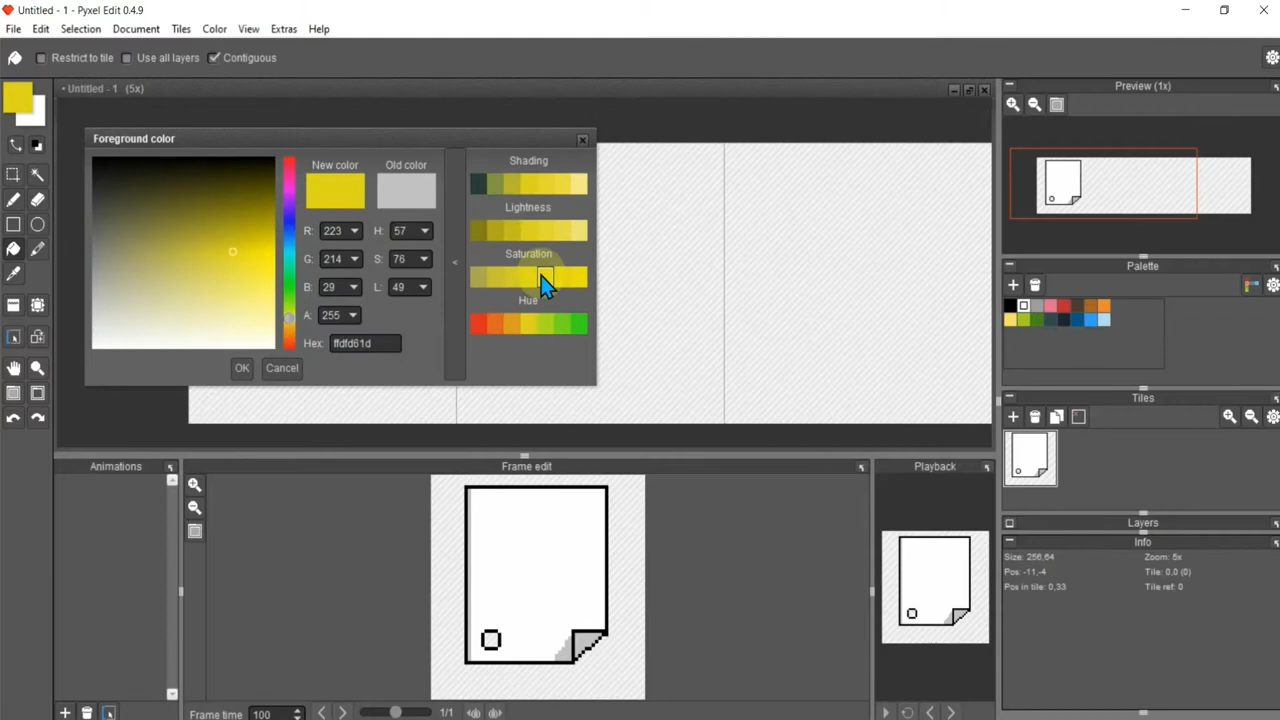 Untitled - 1 - Pyxel Edit 0.4.9
File Edit Selection Document Tiles Color View Extras Help
Restrict to tile Use all layers Contiguous
• Untitled - 1 (5x)
Preview (1x)
Foreground color
New color Old color
Shading
Lightness
Saturation
Hue
R: 223 H: 57
G: 214 S: 76
B: 29 L: 49
A: 255
Hex: ffdfd61d
<
OK Cancel
Palette
Tiles
Layers
Info
Size: 256,64 Zoom: 5x
Pos: -11,-4 Tile: 0,0 (0)
Pos in tile: 0,33 Tile ref: 0
Animations
Frame edit
Playback
Frame time 100 1/1